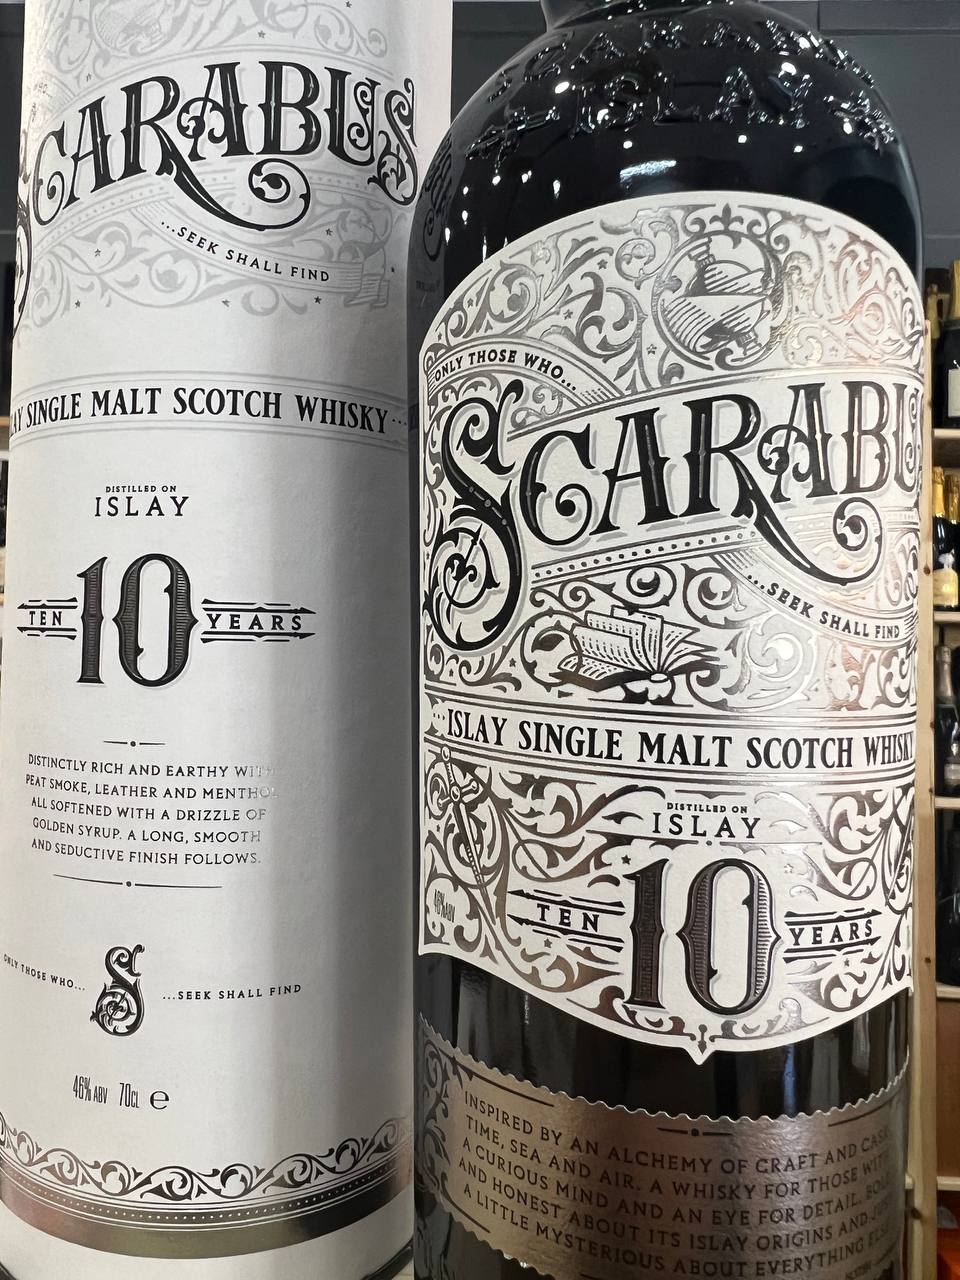 SCARABUS
...SEEK SHALL FIND
SINGLE MALT SCOTCH WHISKY
DISTILLED ON
ISLAY
TEN 10 YEARS
DISTINCTLY RICH AND EARTHY WITH
PEAT SMOKE, LEATHER AND MENTHOL
ALL SOFTENED WITH A DRIZZLE OF
GOLDEN SYRUP. A LONG, SMOOTH
AND SEDUCTIVE FINISH FOLLOWS.
ONLY THOSE WHO... S ...SEEK SHALL FIND
46% ABV 70CL e
SCARABUS
ISLAY
ONLY THOSE WHO...
SCARABUS
...SEEK SHALL FIND
ISLAY SINGLE MALT SCOTCH WHISKY
DISTILLED ON
ISLAY
46% ABV
TEN 10 YEARS
INSPIRED BY AN ALCHEMY OF CRAFT AND CASK
TIME, SEA AND AIR. A WHISKY FOR THOSE WITH
A CURIOUS MIND AND AN EYE FOR DETAIL. BOLD
AND HONEST ABOUT ITS ISLAY ORIGINS AND JUST
A LITTLE MYSTERIOUS ABOUT EVERYTHING ELSE